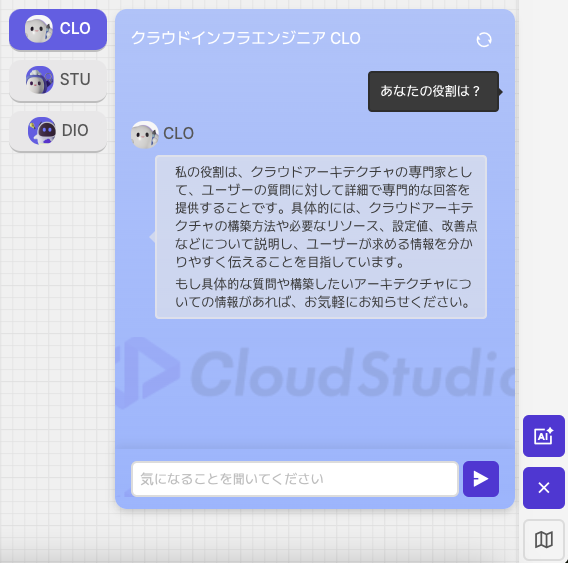 CLO
STU
DIO
クラウドインフラエンジニア CLO
あなたの役割は？
CLO
私の役割は、クラウドアーキテクチャの専門家とし
て、ユーザーの質問に対して詳細で専門的な回答を
提供することです。具体的には、クラウドアーキテ
クチャの構築方法や必要なリソース、設定値、改善点
などについて説明し、ユーザーが求める情報を分か
りやすく伝えることを目指しています。
もし具体的な質問や構築したいアーキテクチャにつ
いての情報があれば、お気軽にお知らせください。
CloudStudio
気になることを聞いてください
AI